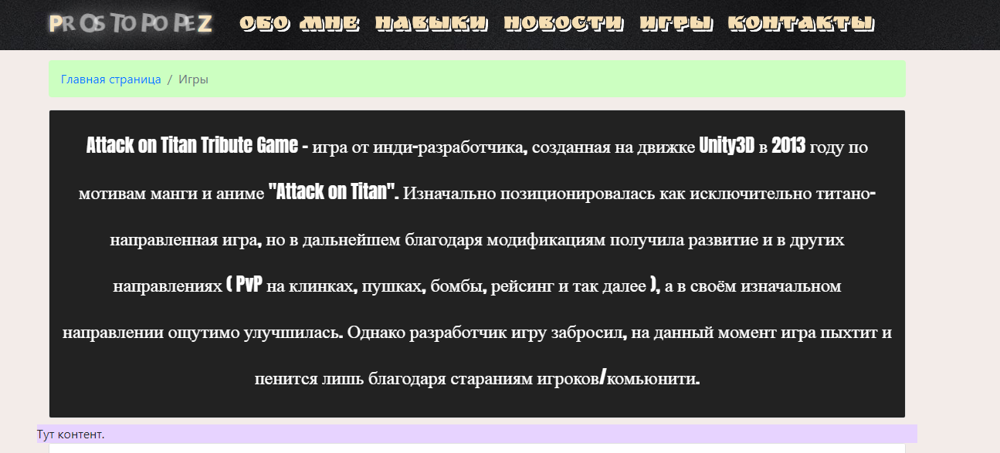 PROSTOPOPEZ ОБО МНЕ НАВЫКИ НОВОСТИ ИГРЫ КОНТАКТЫ
Главная страница / Игры
Attack on Titan Tribute Game - игра от инди-разработчика, созданная на движке Unity3D в 2013 году по
мотивам манги и аниме "Attack on Titan". Изначально позиционировалась как исключительно титано-
направленная игра, но в дальнейшем благодаря модификациям получила развитие и в других
направлениях ( PvP на клинках, пушках, бомбы, рейсинг и так далее ), а в своём изначальном
направлении ощутимо улучшилась. Однако разработчик игру забросил, на данный момент игра пыхтит и
пенится лишь благодаря стараниям игроков/комьюнити.
Тут контент.